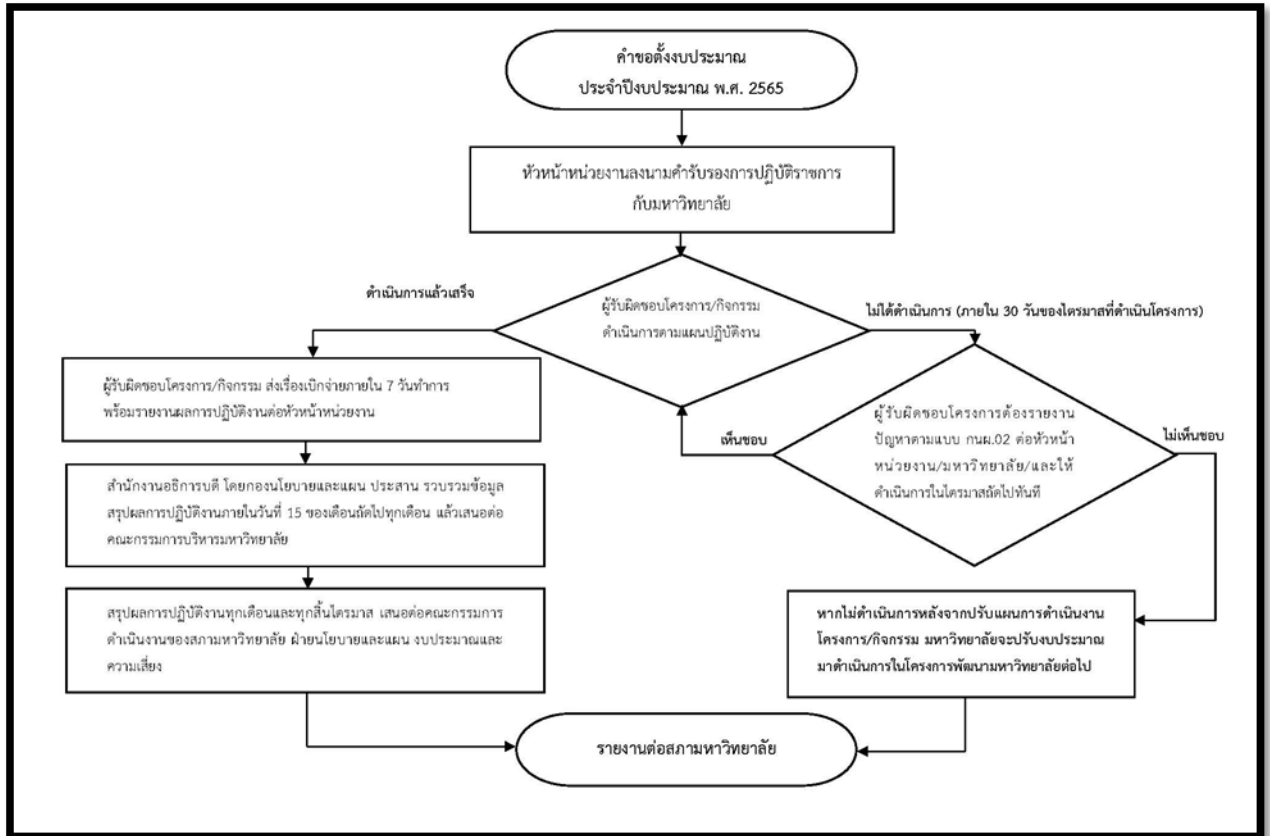 คำขอตั้งงบประมาณ
ประจำปีงบประมาณ พ.ศ. 2565
หัวหน้าหน่วยงานลงนามคำรับรองการปฏิบัติราชการ
กับมหาวิทยาลัย
ดำเนินการแล้วเสร็จ
ผู้รับผิดชอบโครงการ/กิจกรรม
ดำเนินการตามแผนปฏิบัติงาน
ไม่ได้ดำเนินการ (ภายใน 30 วันของไตรมาสที่ดำเนินโครงการ)
ผู้รับผิดชอบโครงการ/กิจกรรม ส่งเรื่องเบิกจ่ายภายใน 7 วันทำการ
พร้อมรายงานผลการปฏิบัติงานต่อหัวหน้าหน่วยงาน
เห็นชอบ
ผู้รับผิดชอบโครงการต้องรายงาน
ปัญหาตามแบบ กนผ.02 ต่อหัวหน้า
หน่วยงาน/มหาวิทยาลัย/และให้
ดำเนินการในไตรมาสถัดไปทันที
ไม่เห็นชอบ
สำนักงานอธิการบดี โดยกองนโยบายและแผน ประสาน รวบรวมข้อมูล
สรุปผลการปฏิบัติงานภายในวันที่ 15 ของเดือนถัดไปทุกเดือน แล้วเสนอต่อ
คณะกรรมการบริหารมหาวิทยาลัย
สรุปผลการปฏิบัติงานทุกเดือนและทุกสิ้นไตรมาส เสนอต่อคณะกรรมการ
ดำเนินงานของสภามหาวิทยาลัย ฝ่ายนโยบายและแผน งบประมาณและ
ความเสี่ยง
หากไม่ดำเนินการหลังจากปรับแผนการดำเนินงาน
โครงการ/กิจกรรม มหาวิทยาลัยจะปรับงบประมาณ
มาดำเนินการในโครงการพัฒนามหาวิทยาลัยต่อไป
รายงานต่อสภามหาวิทยาลัย